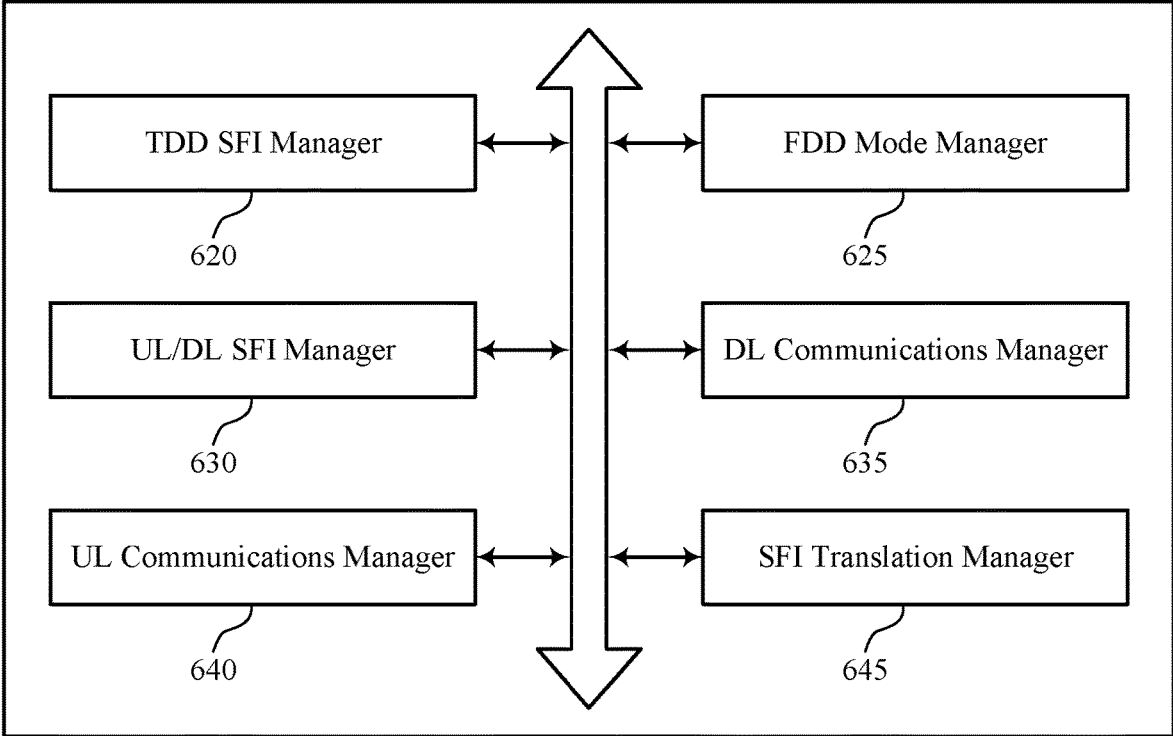 TDD SFI Manager
FDD Mode Manager
620
625
UL/DL SFI Manager
DL Communications Manager
630
635
UL Communications Manager
SFI Translation Manager
640
645